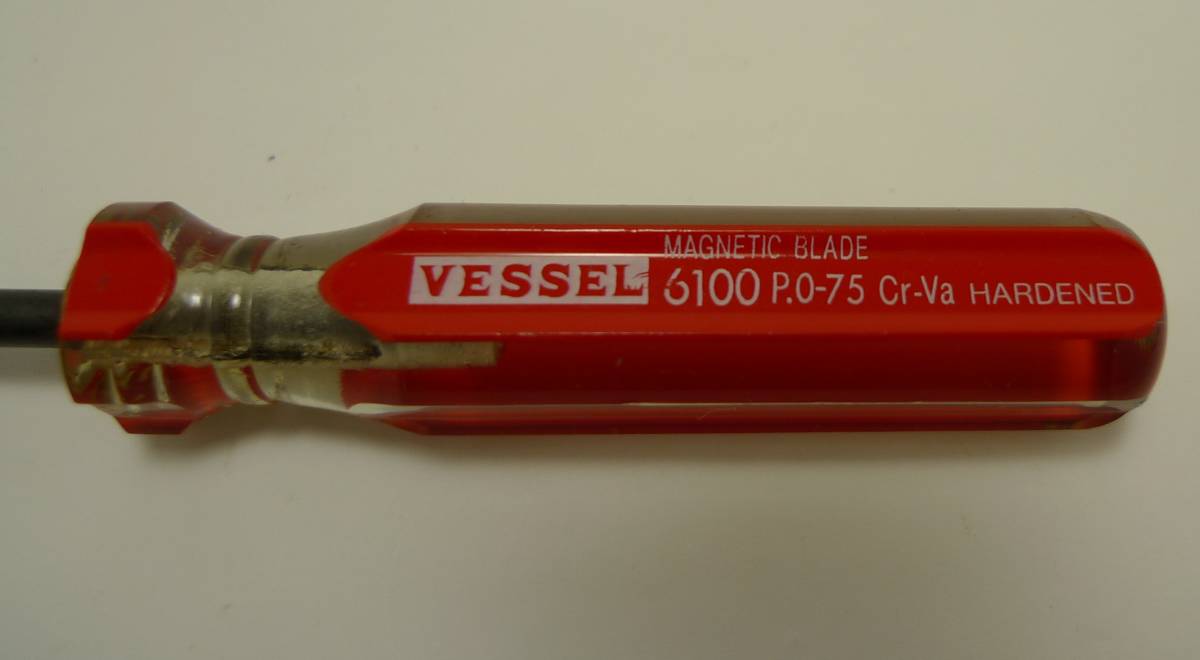 VESSEL
MAGNETIC BLADE
6100 P.0-75 Cr-Va HARDENED